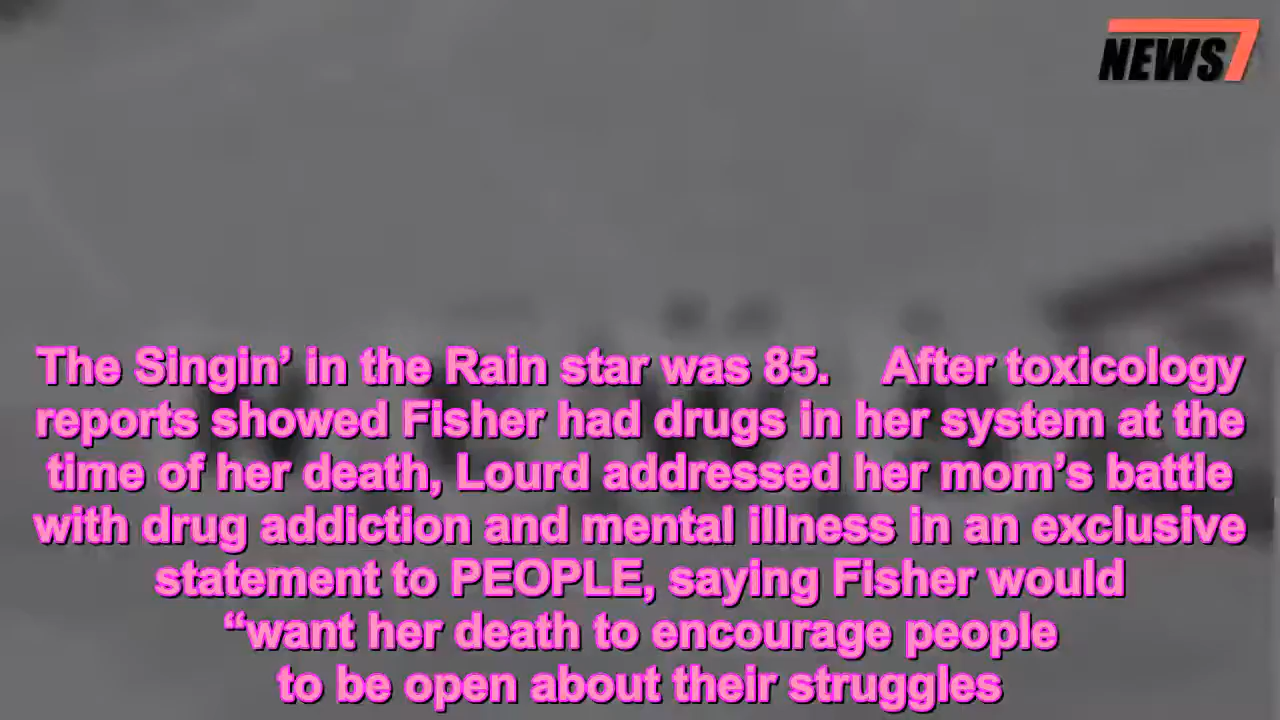 NEWS7
The Singin’ in the Rain star was 85. After toxicology
reports showed Fisher had drugs in her system at the
time of her death, Lourd addressed her mom’s battle
with drug addiction and mental illness in an exclusive
statement to PEOPLE, saying Fisher would
“want her death to encourage people
to be open about their struggles